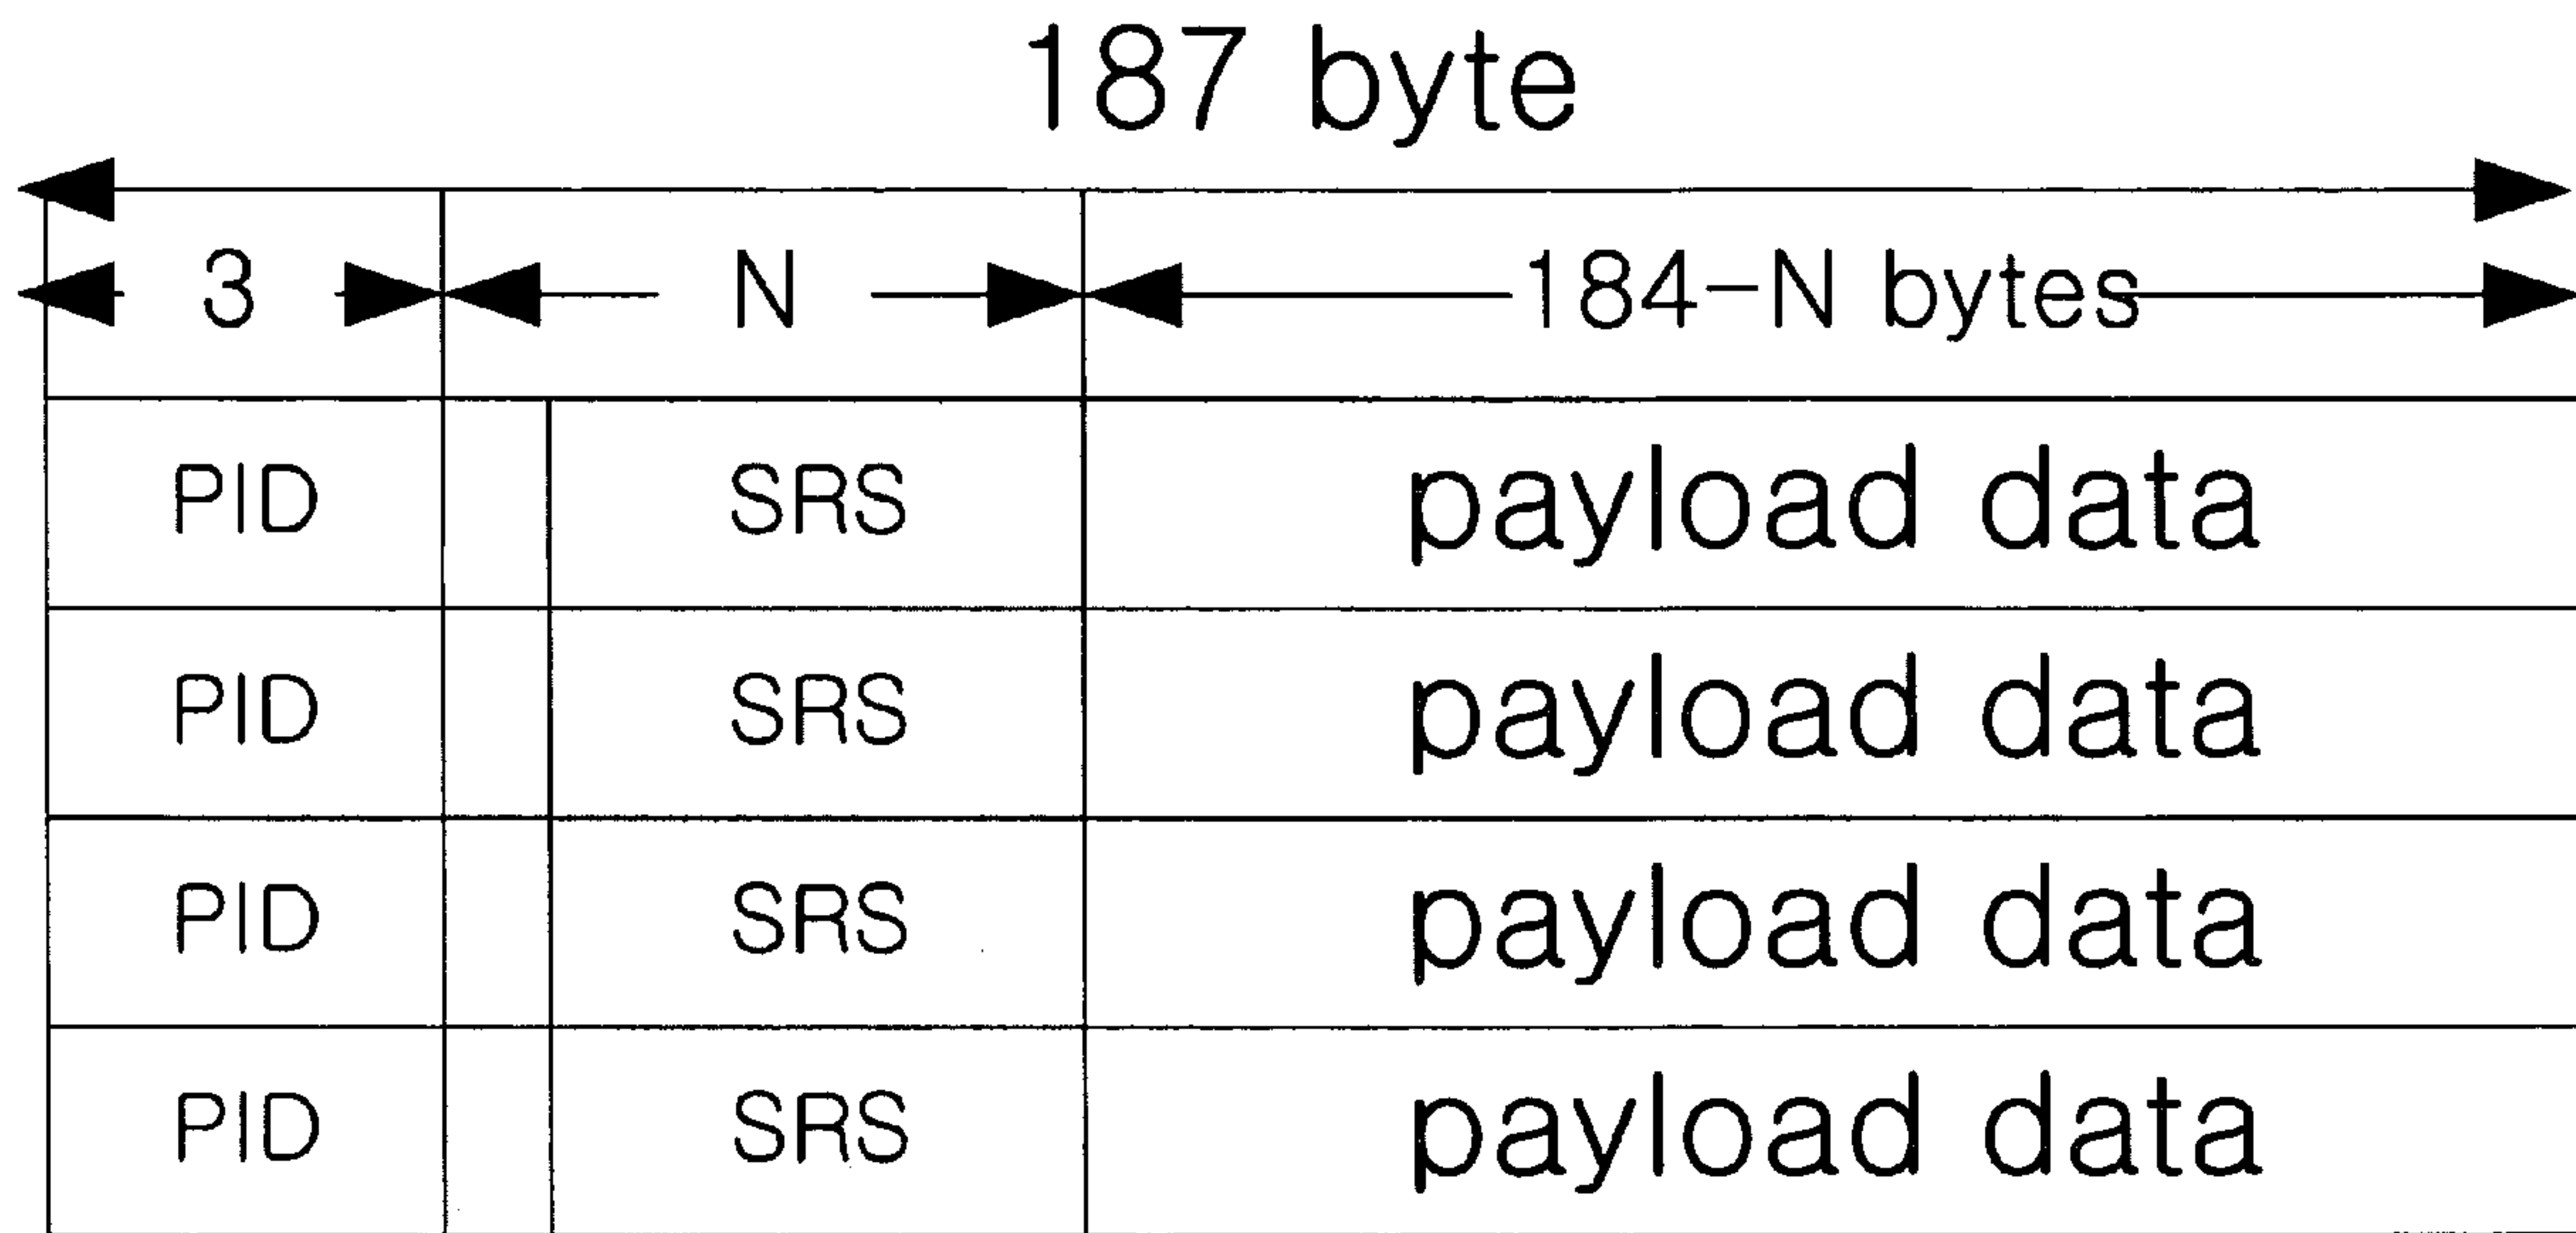 187 byte
3 N 184-N bytes
PID SRS payload data
PID SRS payload data
PID SRS payload data
PID SRS payload data